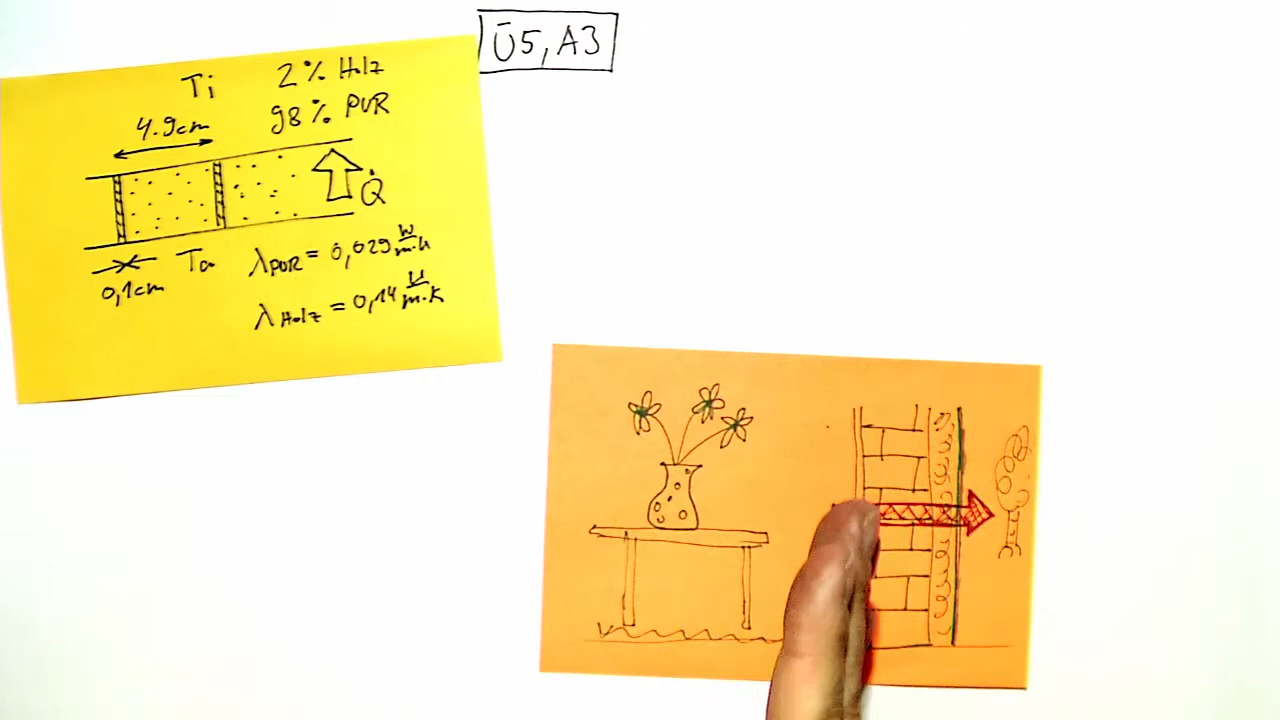 Ü5, A3
Ti
2% Holz
98% PUR
4.9cm
Q̇
0,1cm
Ta
λPUR = 0,029 W/m·K
λHolz = 0,14 W/m·K